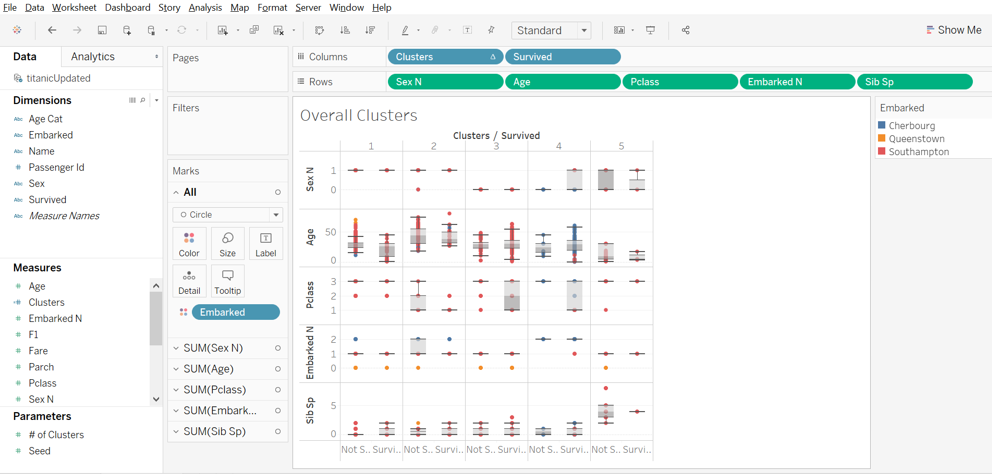 File Data Worksheet Dashboard Story Analysis Map Format Server Window Help
Standard
Show Me
Data Analytics
titanicUpdated
Dimensions
Abc Age Cat
Abc Embarked
Abc Name
# Passenger Id
Abc Sex
Abc Survived
Abc Measure Names
Measures
# Age
# Clusters
# Embarked N
# F1
# Fare
# Parch
# Pclass
# Sex N
Parameters
# # of Clusters
# Seed
Pages
Filters
Marks
All
Circle
Color Size Label
Detail Tooltip
Embarked
SUM(Sex N)
SUM(Age)
SUM(Pclass)
SUM(Embark...
SUM(Sib Sp)
Columns Clusters Survived
Rows Sex N Age Pclass Embarked N Sib Sp
Overall Clusters
Clusters / Survived
1 2 3 4 5
Sex N
1
0
Age
50
0
Pclass
3
2
1
Embarked N
2
1
0
Sib Sp
5
0
Not S.. Survi.. Not S.. Survi.. Not S.. Survi.. Not S.. Survi.. Not S.. Survi..
Embarked
Cherbourg
Queenstown
Southampton